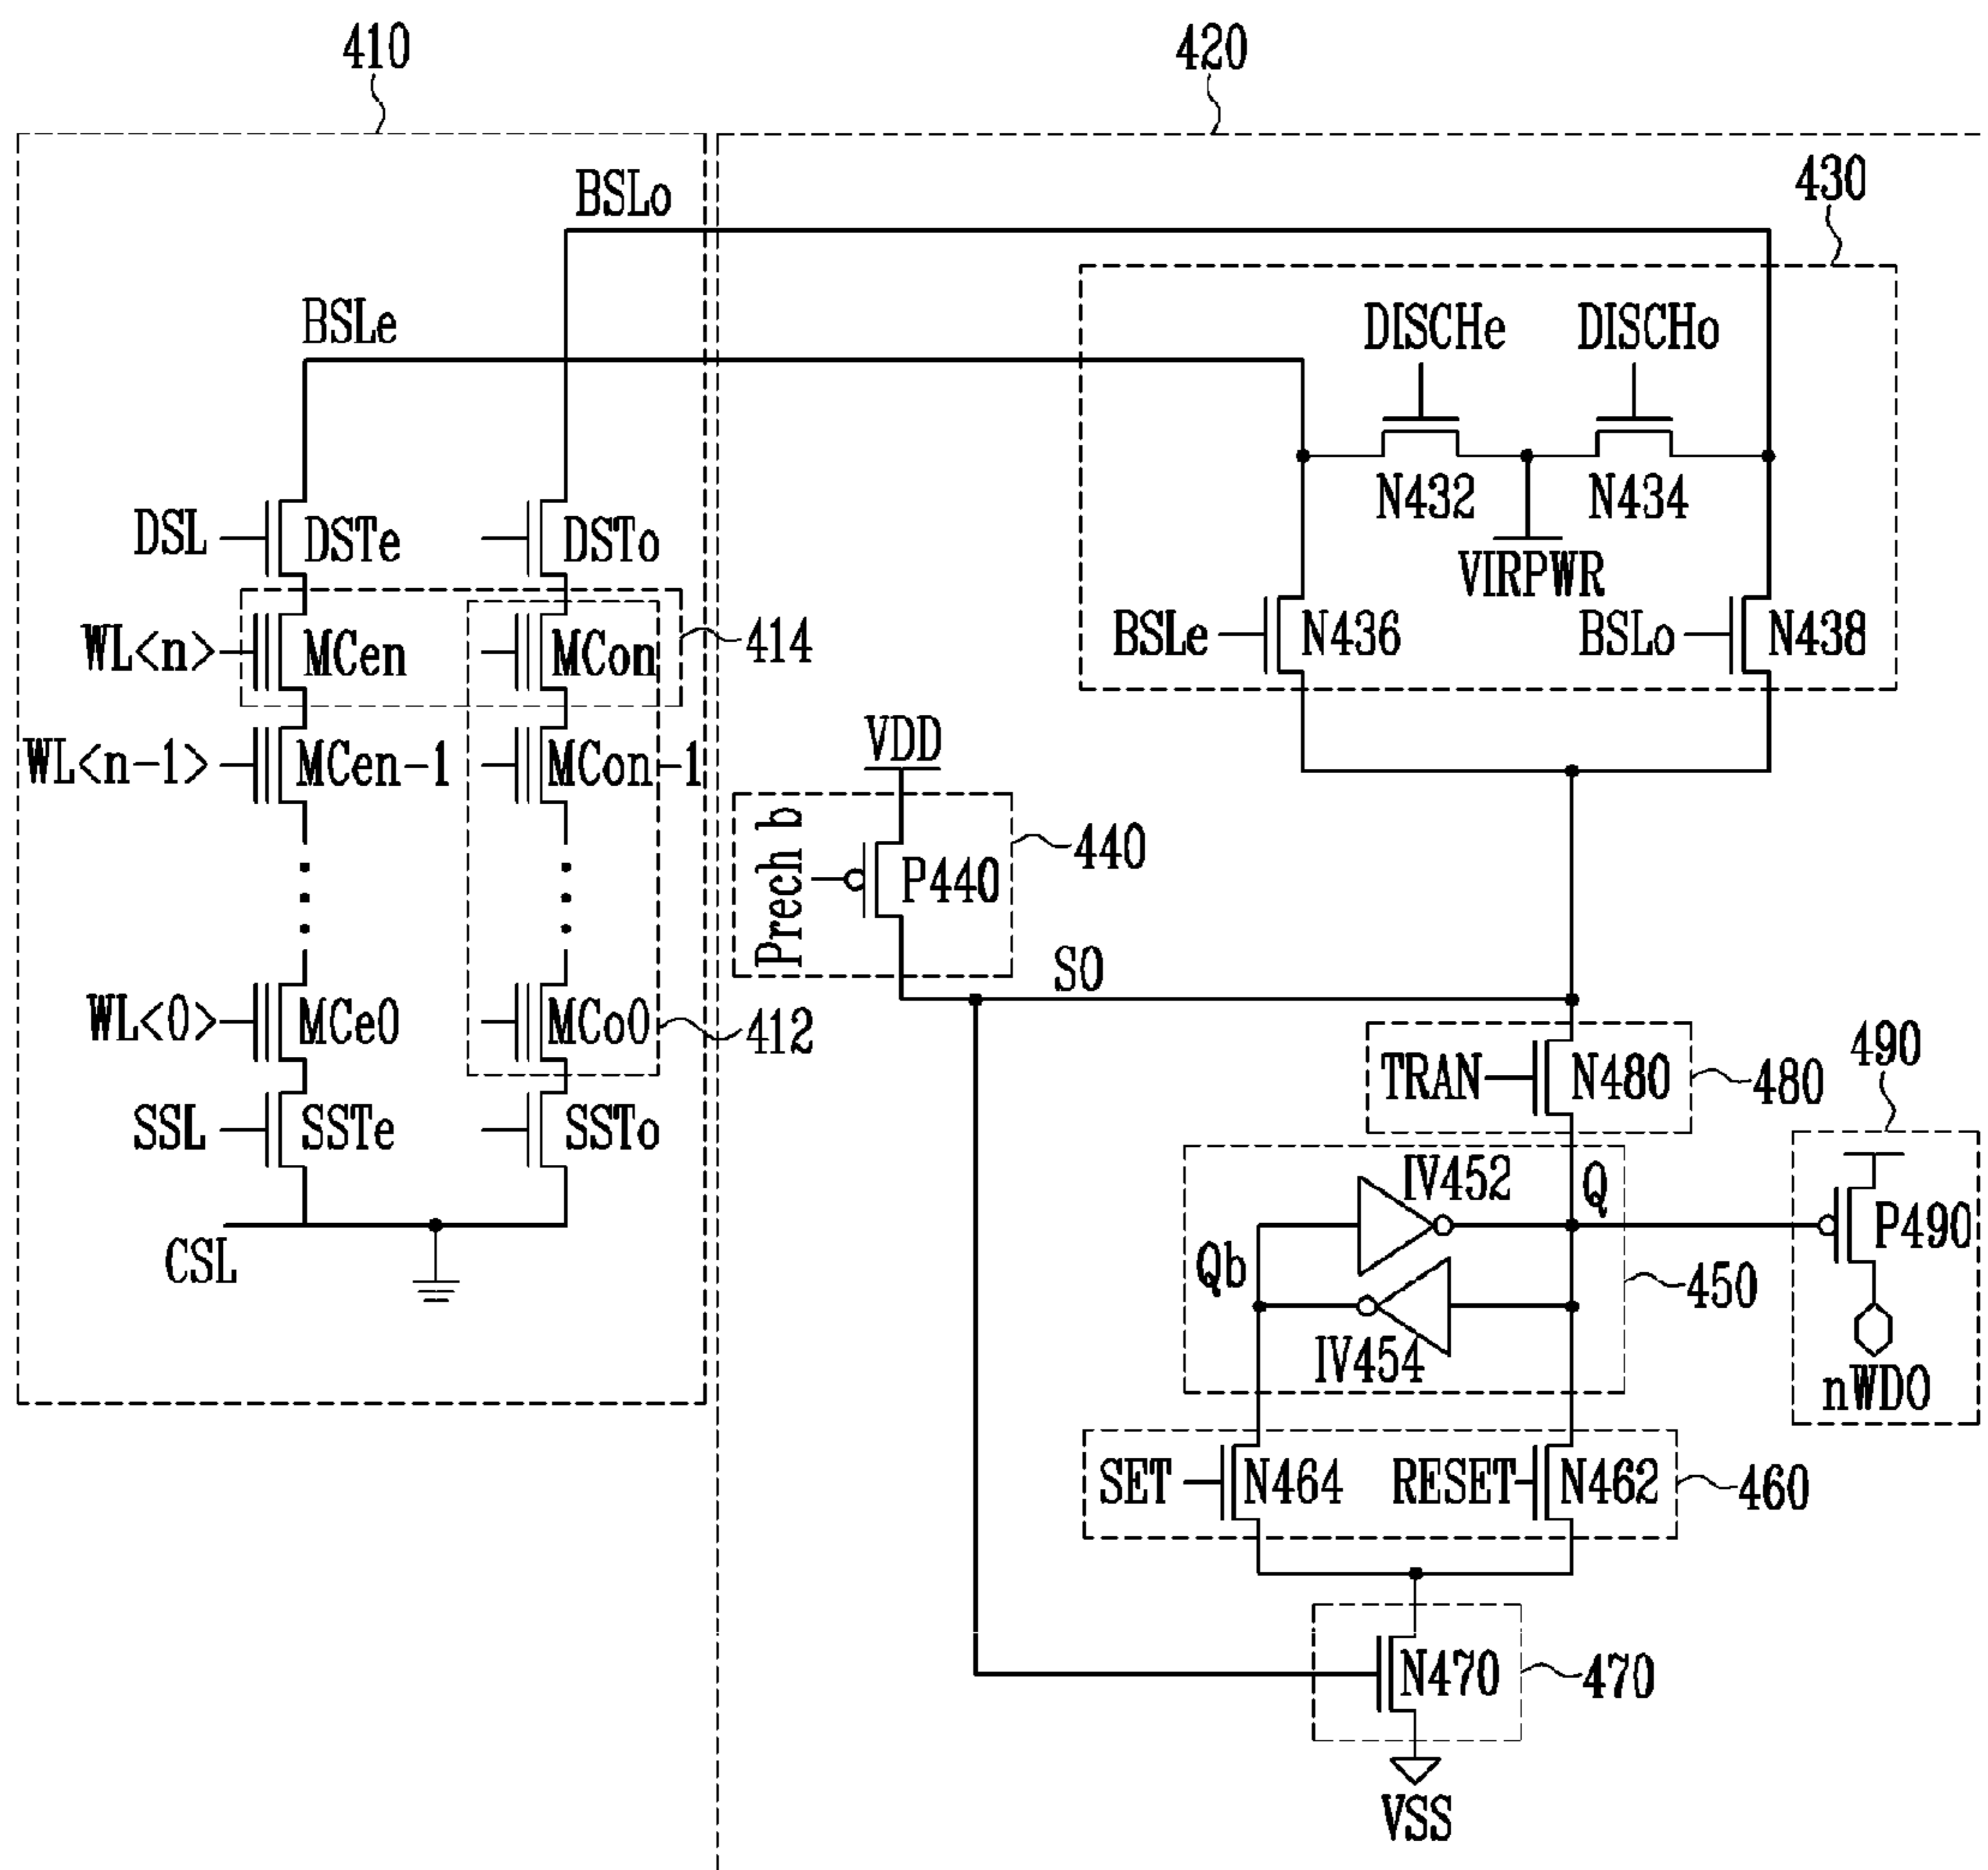 410
420
BSLo
430
BSLe
DISCHe
DISCHo
N432
N434
DSL
DSTe
DSTo
VIRPWR
BSLe
N436
BSLo
N438
WL<n>
MCen
MCon
414
WL<n-1>
MCen-1
MCon-1
VDD
Prech b
P440
440
SO
WL<0>
MCe0
MCo0
412
TRAN
N480
480
490
SSL
SSTe
SSTo
IV452
Q
P490
CSL
Qb
450
IV454
nWDO
SET
N464
RESET
N462
460
N470
470
VSS